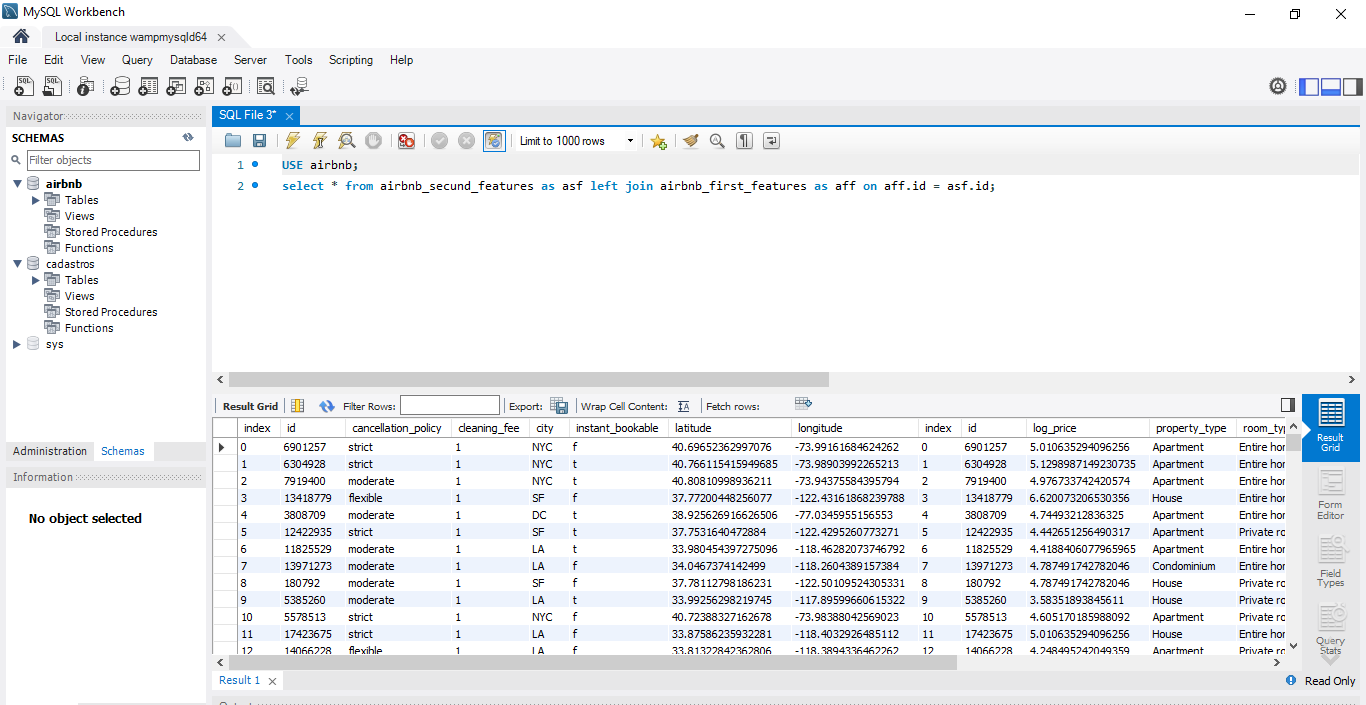 MySQL Workbench
Local instance wampmysqld64
File Edit View Query Database Server Tools Scripting Help
Navigator
SCHEMAS
Filter objects
airbnb
Tables
Views
Stored Procedures
Functions
cadastros
Tables
Views
Stored Procedures
Functions
sys
Administration Schemas
Information
No object selected
SQL File 3*
Limit to 1000 rows
1 USE airbnb;
2 select * from airbnb_secund_features as asf left join airbnb_first_features as aff on aff.id = asf.id;
Result Grid Filter Rows: Export: Wrap Cell Content: Fetch rows:
index id cancellation_policy cleaning_fee city instant_bookable latitude longitude index id log_price property_type room_typ
0 6901257 strict 1 NYC f 40.69652362997076 -73.99161684624262 0 6901257 5.010635294096256 Apartment Entire hor
1 6304928 strict 1 NYC t 40.766115415949685 -73.98903992265213 1 6304928 5.1298987149230735 Apartment Entire hor
2 7919400 moderate 1 NYC t 40.80810998936211 -73.94375584395794 2 7919400 4.976733742420574 Apartment Entire hor
3 13418779 flexible 1 SF f 37.77200448256077 -122.43161868239788 3 13418779 6.620073206530356 House Entire hor
4 3808709 moderate 1 DC t 38.925626916626506 -77.0345955156553 4 3808709 4.74493212836325 Apartment Entire hor
5 12422935 strict 1 SF t 37.7531640472884 -122.4295260773271 5 12422935 4.442651256490317 Apartment Private ro
6 11825529 moderate 1 LA t 33.980454397275096 -118.46282073746792 6 11825529 4.4188406077965965 Apartment Entire hor
7 13971273 moderate 1 LA f 34.0467374142499 -118.2604389157384 7 13971273 4.787491742782046 Condominium Entire hor
8 180792 moderate 1 SF f 37.78112798186231 -122.50109524305331 8 180792 4.787491742782046 House Private ro
9 5385260 moderate 1 LA t 33.99256298219745 -117.89599660615322 9 5385260 3.58351893845611 House Private ro
10 5578513 strict 1 NYC f 40.72388327162678 -73.98388042569023 10 5578513 4.605170185988092 Apartment Private ro
11 17423675 strict 1 LA f 33.87586235932281 -118.4032926485112 11 17423675 5.010635294096256 House Entire hor
12 14066228 flexible 1 LA f 33.81322842362806 -118.3894336462262 12 14066228 4.248495242049359 Apartment Private ro
Result
Grid
Form
Editor
Field
Types
Query
Stats
Result 1
Read Only